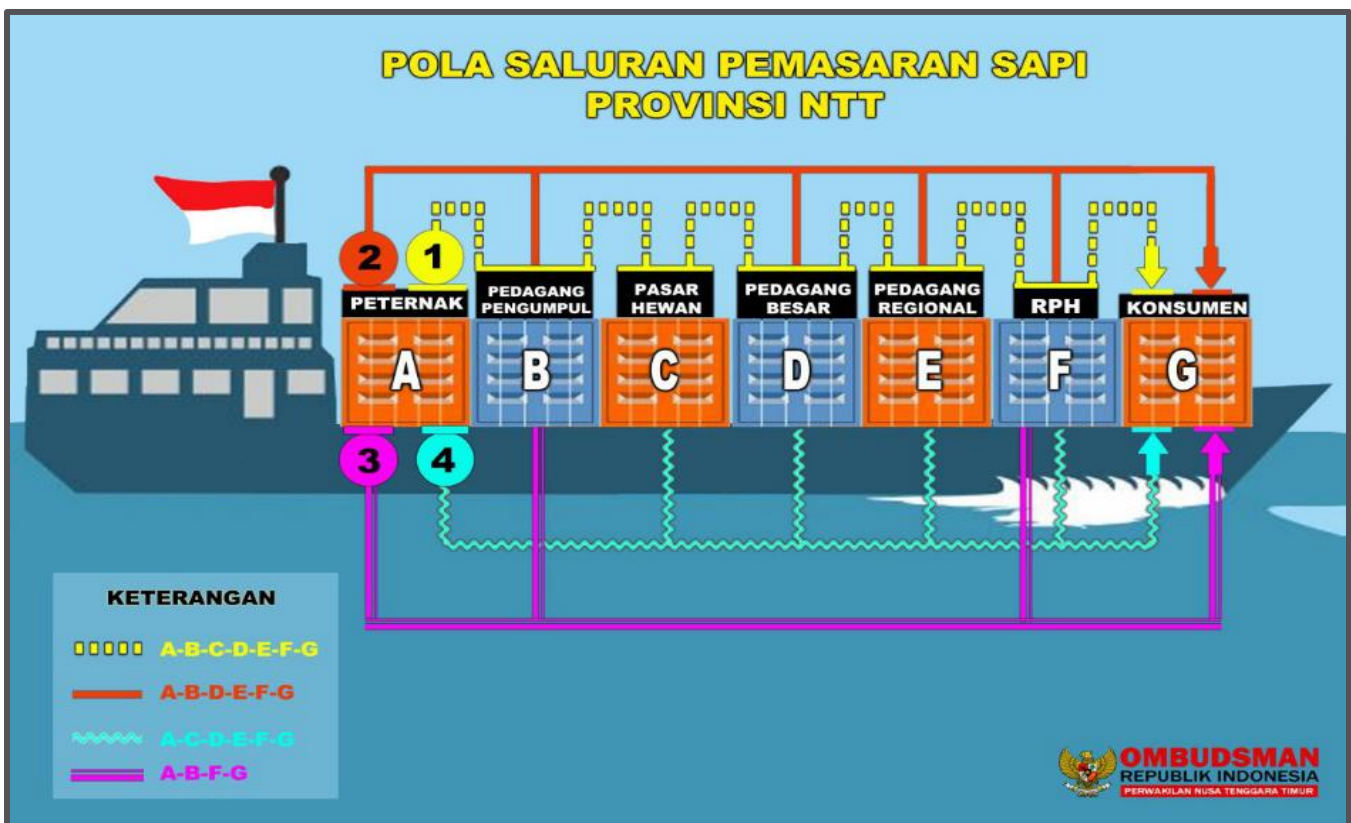 POLA SALURAN PEMASARAN SAPI
PROVINSI NTT
2
1
PETERNAK
PEDAGANG
PENGUMPUL
PASAR
HEWAN
PEDAGANG
BESAR
PEDAGANG
REGIONAL
RPH
KONSUMEN
A
B
C
D
E
F
G
3
4
KETERANGAN
A-B-C-D-E-F-G
A-B-D-E-F-G
A-C-D-E-F-G
A-B-F-G
OMBUDSMAN
REPUBLIK INDONESIA
PERWAKILAN NUSA TENGGARA TIMUR